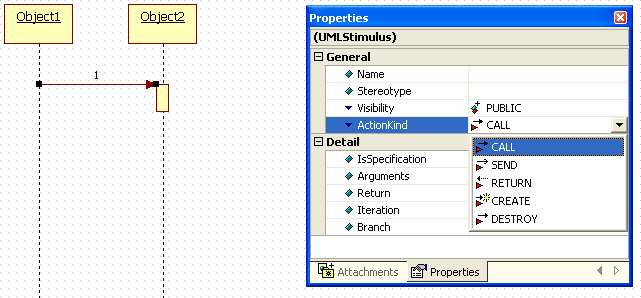 Object1
Object2
1
Properties
(UMLStimulus)
General
Name
Stereotype
Visibility PUBLIC
ActionKind CALL
CALL
SEND
RETURN
CREATE
DESTROY
Detail
IsSpecification
Arguments
Return
Iteration
Branch
Attachments Properties